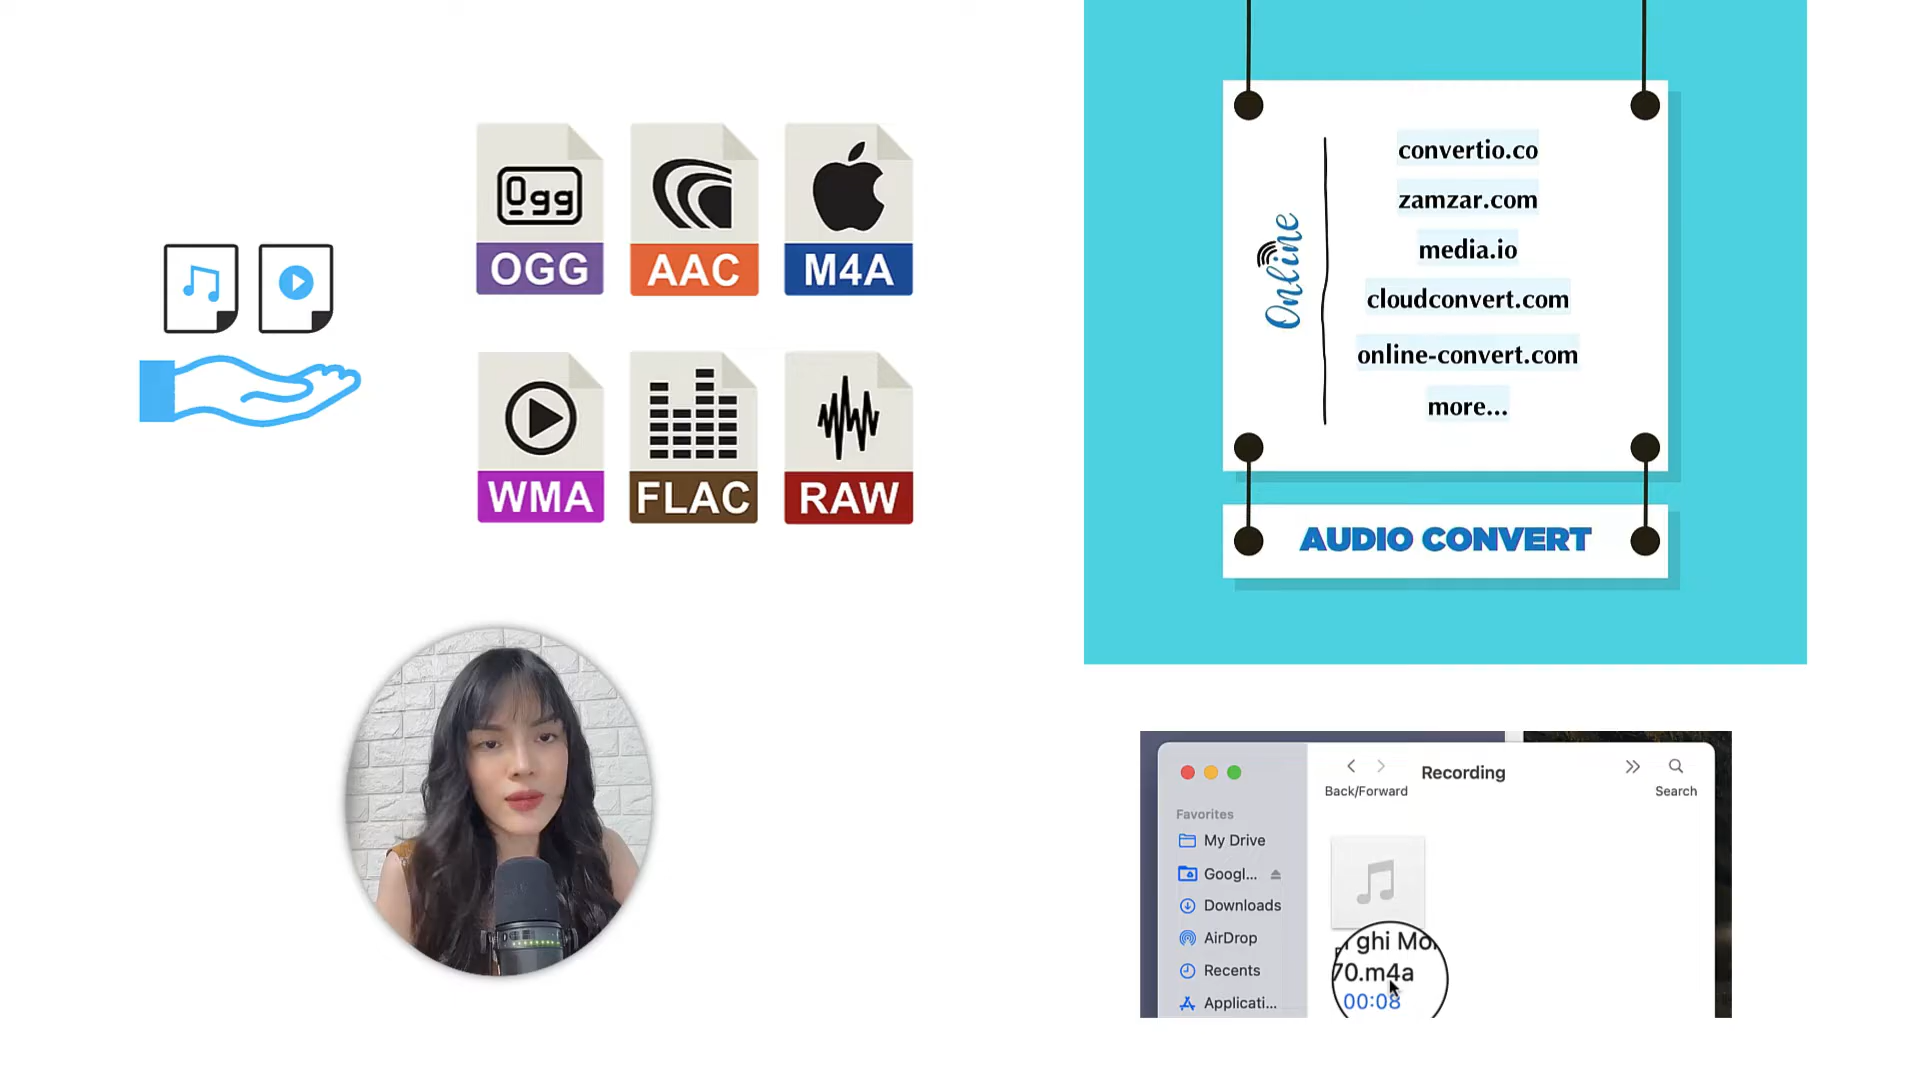 Ogg
OGG
AAC
M4A
WMA
FLAC
RAW
Online
convertio.co
zamzar.com
media.io
cloudconvert.com
online-convert.com
more...
AUDIO CONVERT
Back/Forward
Recording
Search
Favorites
My Drive
Googl...
Downloads
AirDrop
Recents
Applicati...
ghi
70.m4a
00:08